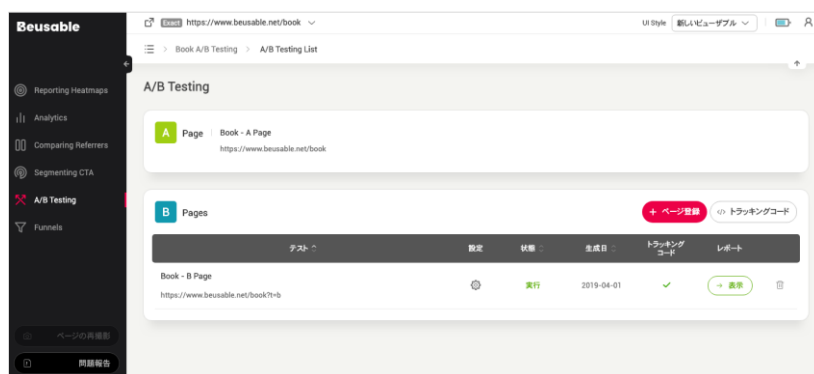 Beusable
Exact https://www.beusable.net/book
UI Style 新しいビューザブル
Book A/B Testing > A/B Testing List
Reporting Heatmaps
Analytics
Comparing Referrers
Segmenting CTA
A/B Testing
Funnels
ページの再撮影
問題報告
A/B Testing
A Page Book - A Page
https://www.beusable.net/book
B Pages
+ ページ登録
</> トラッキングコード
テスト 設定 状態 生成日 トラッキングコード レポート
Book - B Page
https://www.beusable.net/book?t=b
実行 2019-04-01 → 表示